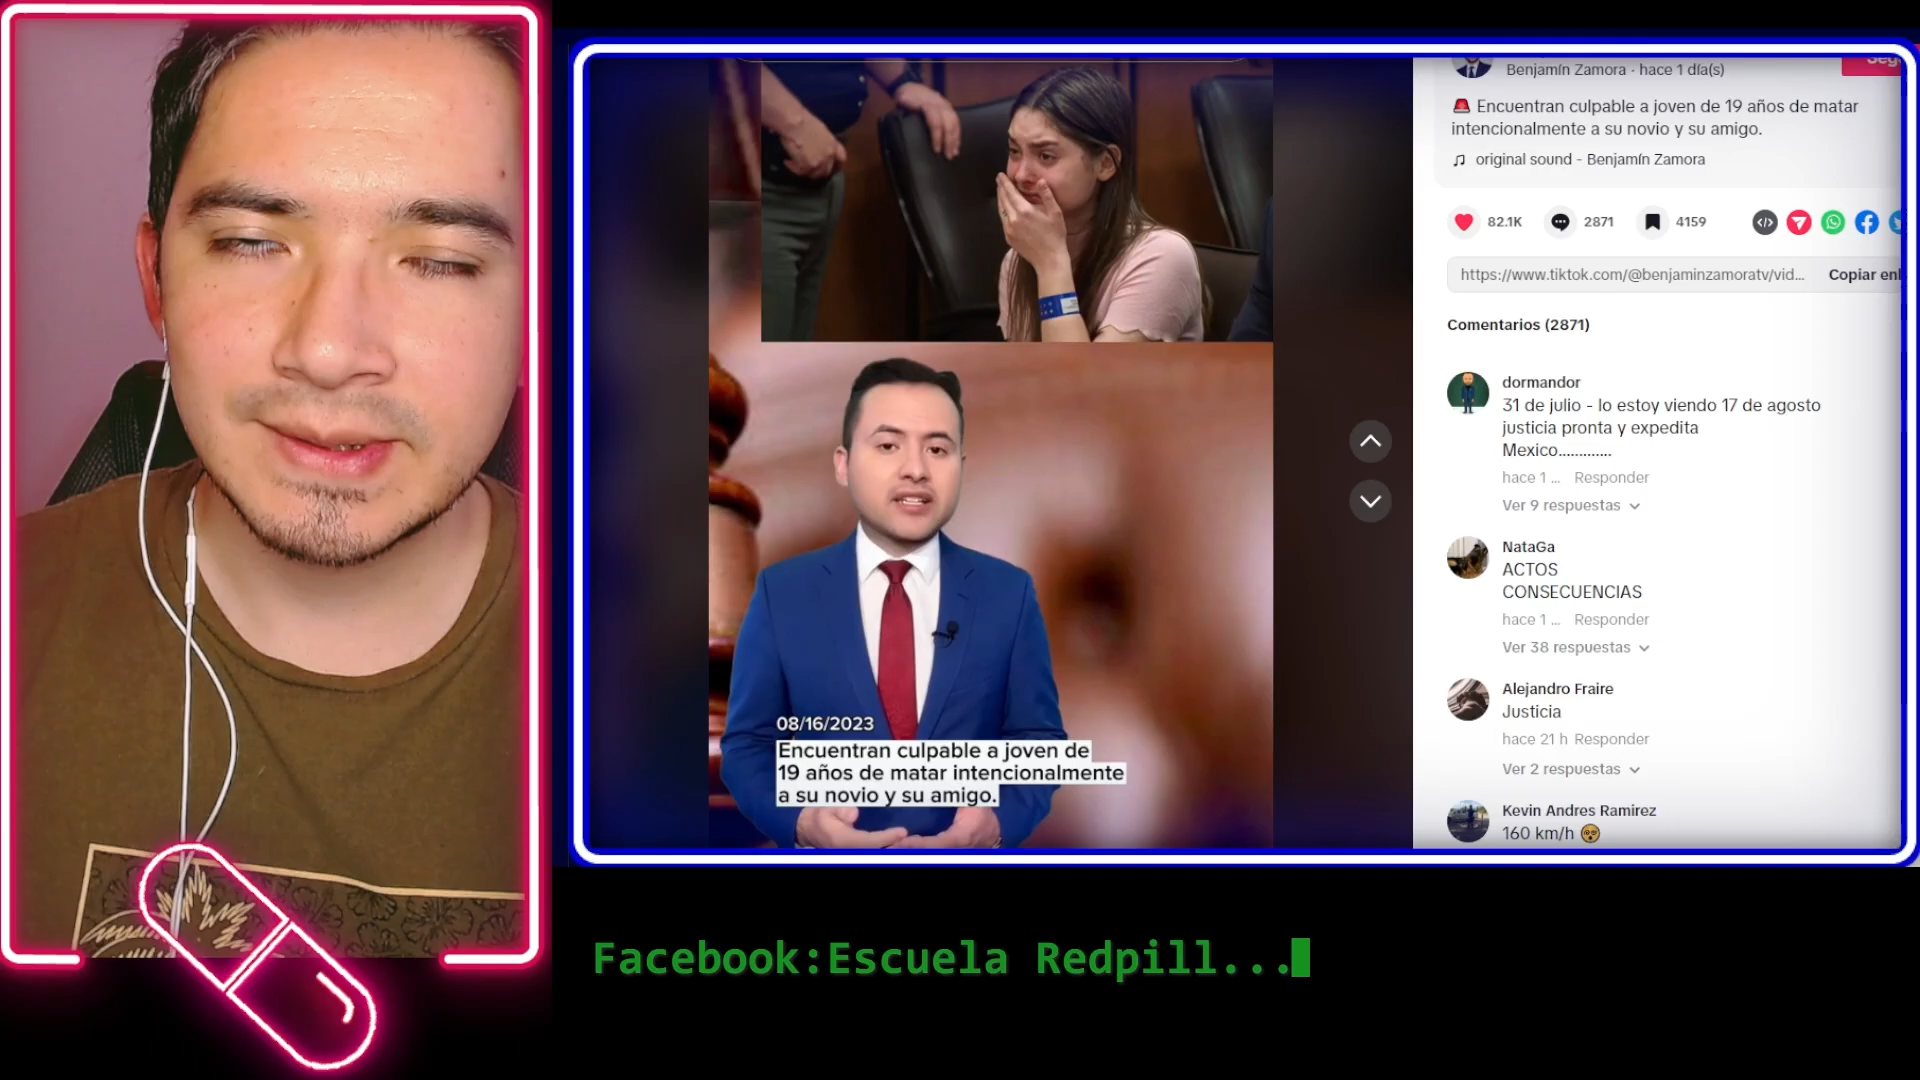 Benjamín Zamora · hace 1 día(s)
🚨 Encuentran culpable a joven de 19 años de matar
intencionalmente a su novio y su amigo.
♫ original sound - Benjamín Zamora
82.1K
2871
4159
https://www.tiktok.com/@benjaminzamoratv/vid...
Copiar enl
Comentarios (2871)
dormandor
31 de julio - lo estoy viendo 17 de agosto
justicia pronta y expedita
Mexico.............
hace 1 ... Responder
Ver 9 respuestas
NataGa
ACTOS
CONSECUENCIAS
hace 1 ... Responder
Ver 38 respuestas
Alejandro Fraire
Justicia
hace 21 h Responder
Ver 2 respuestas
Kevin Andres Ramirez
160 km/h 😵
08/16/2023
Encuentran culpable a joven de
19 años de matar intencionalmente
a su novio y su amigo.
Facebook:Escuela Redpill...